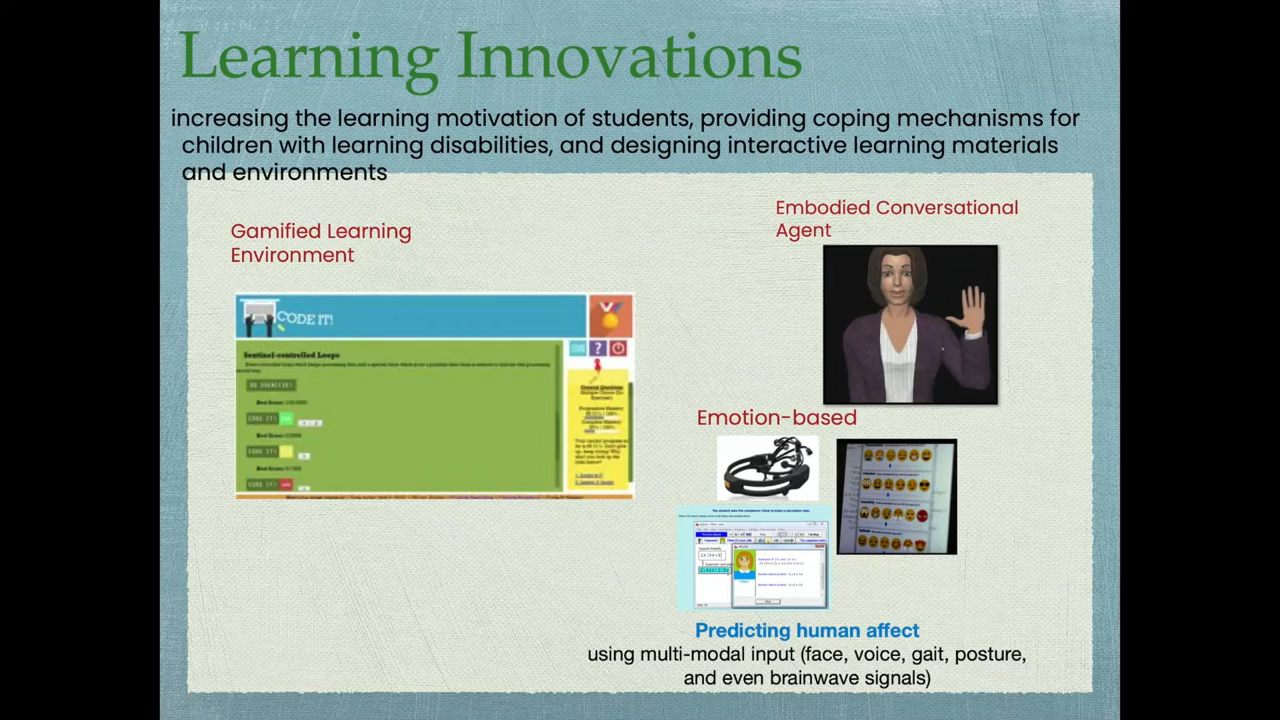 Learning Innovations
increasing the learning motivation of students, providing coping mechanisms for
children with learning disabilities, and designing interactive learning materials
and environments
Gamified Learning
Environment
CODE IT!
Sentinel-controlled Loops
Embodied Conversational
Agent
Emotion-based
Predicting human affect
using multi-modal input (face, voice, gait, posture,
and even brainwave signals)